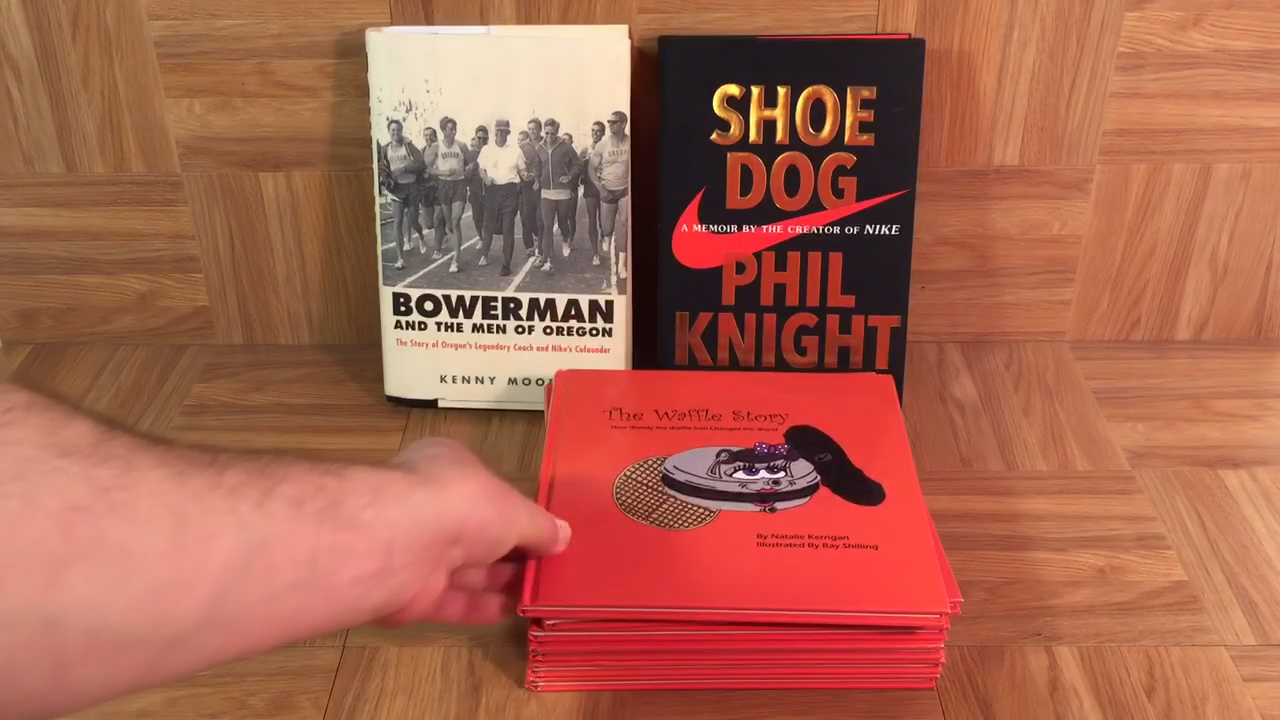 BOWERMAN
AND THE MEN OF OREGON
The Story of Oregon's Legendary Coach and Nike's Cofounder
KENNY
SHOE
DOG
A MEMOIR BY THE CREATOR OF NIKE
PHIL
KNIGHT
The Waffle Story
How Wendy the Waffle Iron Changed the World
By Natalie Kerrigan
Illustrated By Ray Shilling